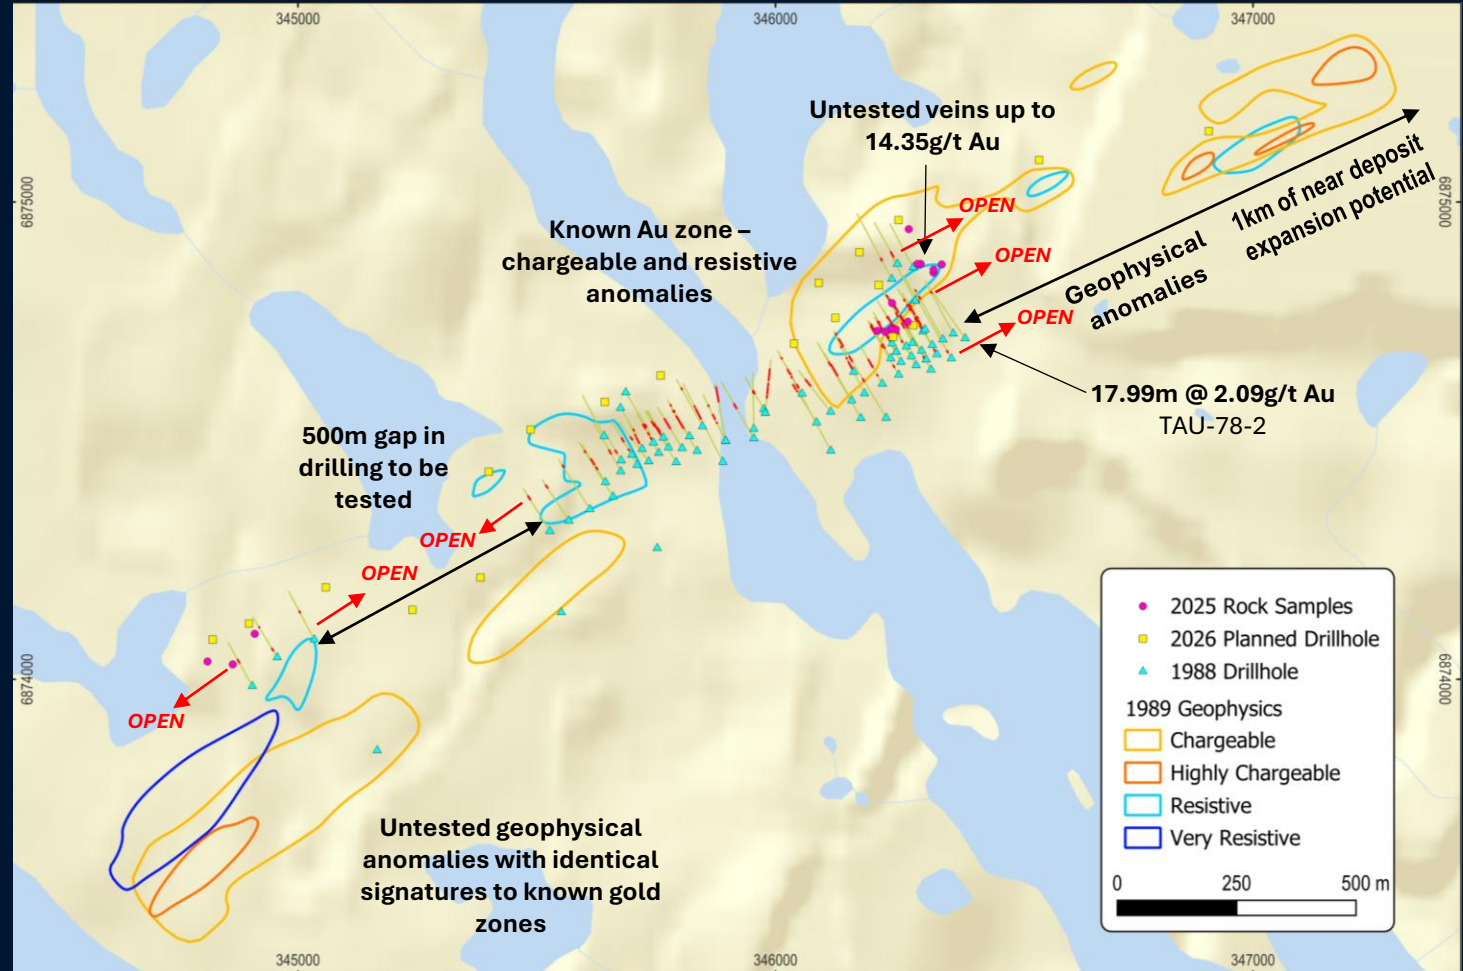 345000
346000
347000
Untested veins up to
14.35g/t Au
1km of near deposit
expansion potential
Geophysical
anomalies
6875000
6875000
Known Au zone –
chargeable and resistive
anomalies
OPEN
OPEN
OPEN
17.99m @ 2.09g/t Au
TAU-78-2
500m gap in
drilling to be
tested
OPEN
OPEN
OPEN
6874000
6874000
Untested geophysical
anomalies with identical
signatures to known gold
zones
2025 Rock Samples
2026 Planned Drillhole
1988 Drillhole
1989 Geophysics
Chargeable
Highly Chargeable
Resistive
Very Resistive
0 250 500 m
345000
346000
347000